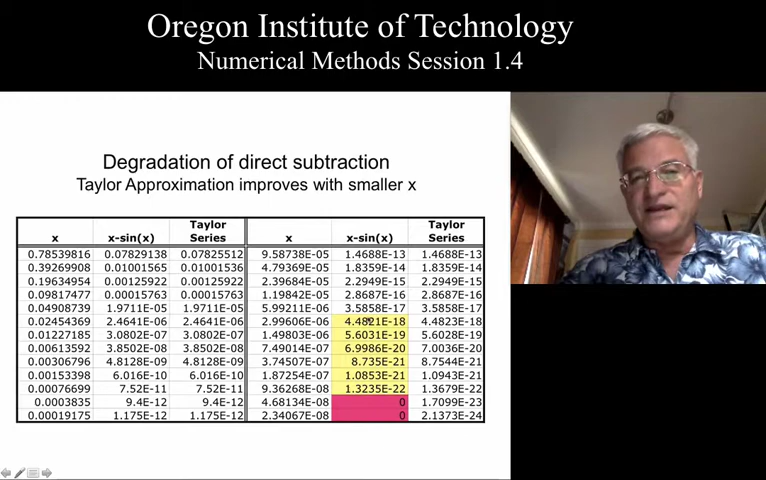 Oregon Institute of Technology
Numerical Methods Session 1.4
Degradation of direct subtraction
Taylor Approximation improves with smaller x
x x-sin(x) Taylor Series x x-sin(x) Taylor Series
0.78539816 0.07829138 0.07825512 9.58738E-05 1.4688E-13 1.4688E-13
0.39269908 0.01001565 0.01001536 4.79369E-05 1.8359E-14 1.8359E-14
0.19634954 0.00125922 0.00125922 2.39684E-05 2.2949E-15 2.2949E-15
0.09817477 0.00015763 0.00015763 1.19842E-05 2.8687E-16 2.8687E-16
0.04908739 1.9711E-05 1.9711E-05 5.99211E-06 3.5858E-17 3.5858E-17
0.02454369 2.4641E-06 2.4641E-06 2.99606E-06 4.4821E-18 4.4823E-18
0.01227185 3.0802E-07 3.0802E-07 1.49803E-06 5.6031E-19 5.6028E-19
0.00613592 3.8502E-08 3.8502E-08 7.49014E-07 6.9986E-20 7.0036E-20
0.00306796 4.8128E-09 4.8128E-09 3.74507E-07 8.735E-21 8.7544E-21
0.00153398 6.016E-10 6.016E-10 1.87254E-07 1.0853E-21 1.0943E-21
0.00076699 7.52E-11 7.52E-11 9.36268E-08 1.3235E-22 1.3679E-22
0.0003835 9.4E-12 9.4E-12 4.68134E-08 0 1.7099E-23
0.00019175 1.175E-12 1.175E-12 2.34067E-08 0 2.1373E-24